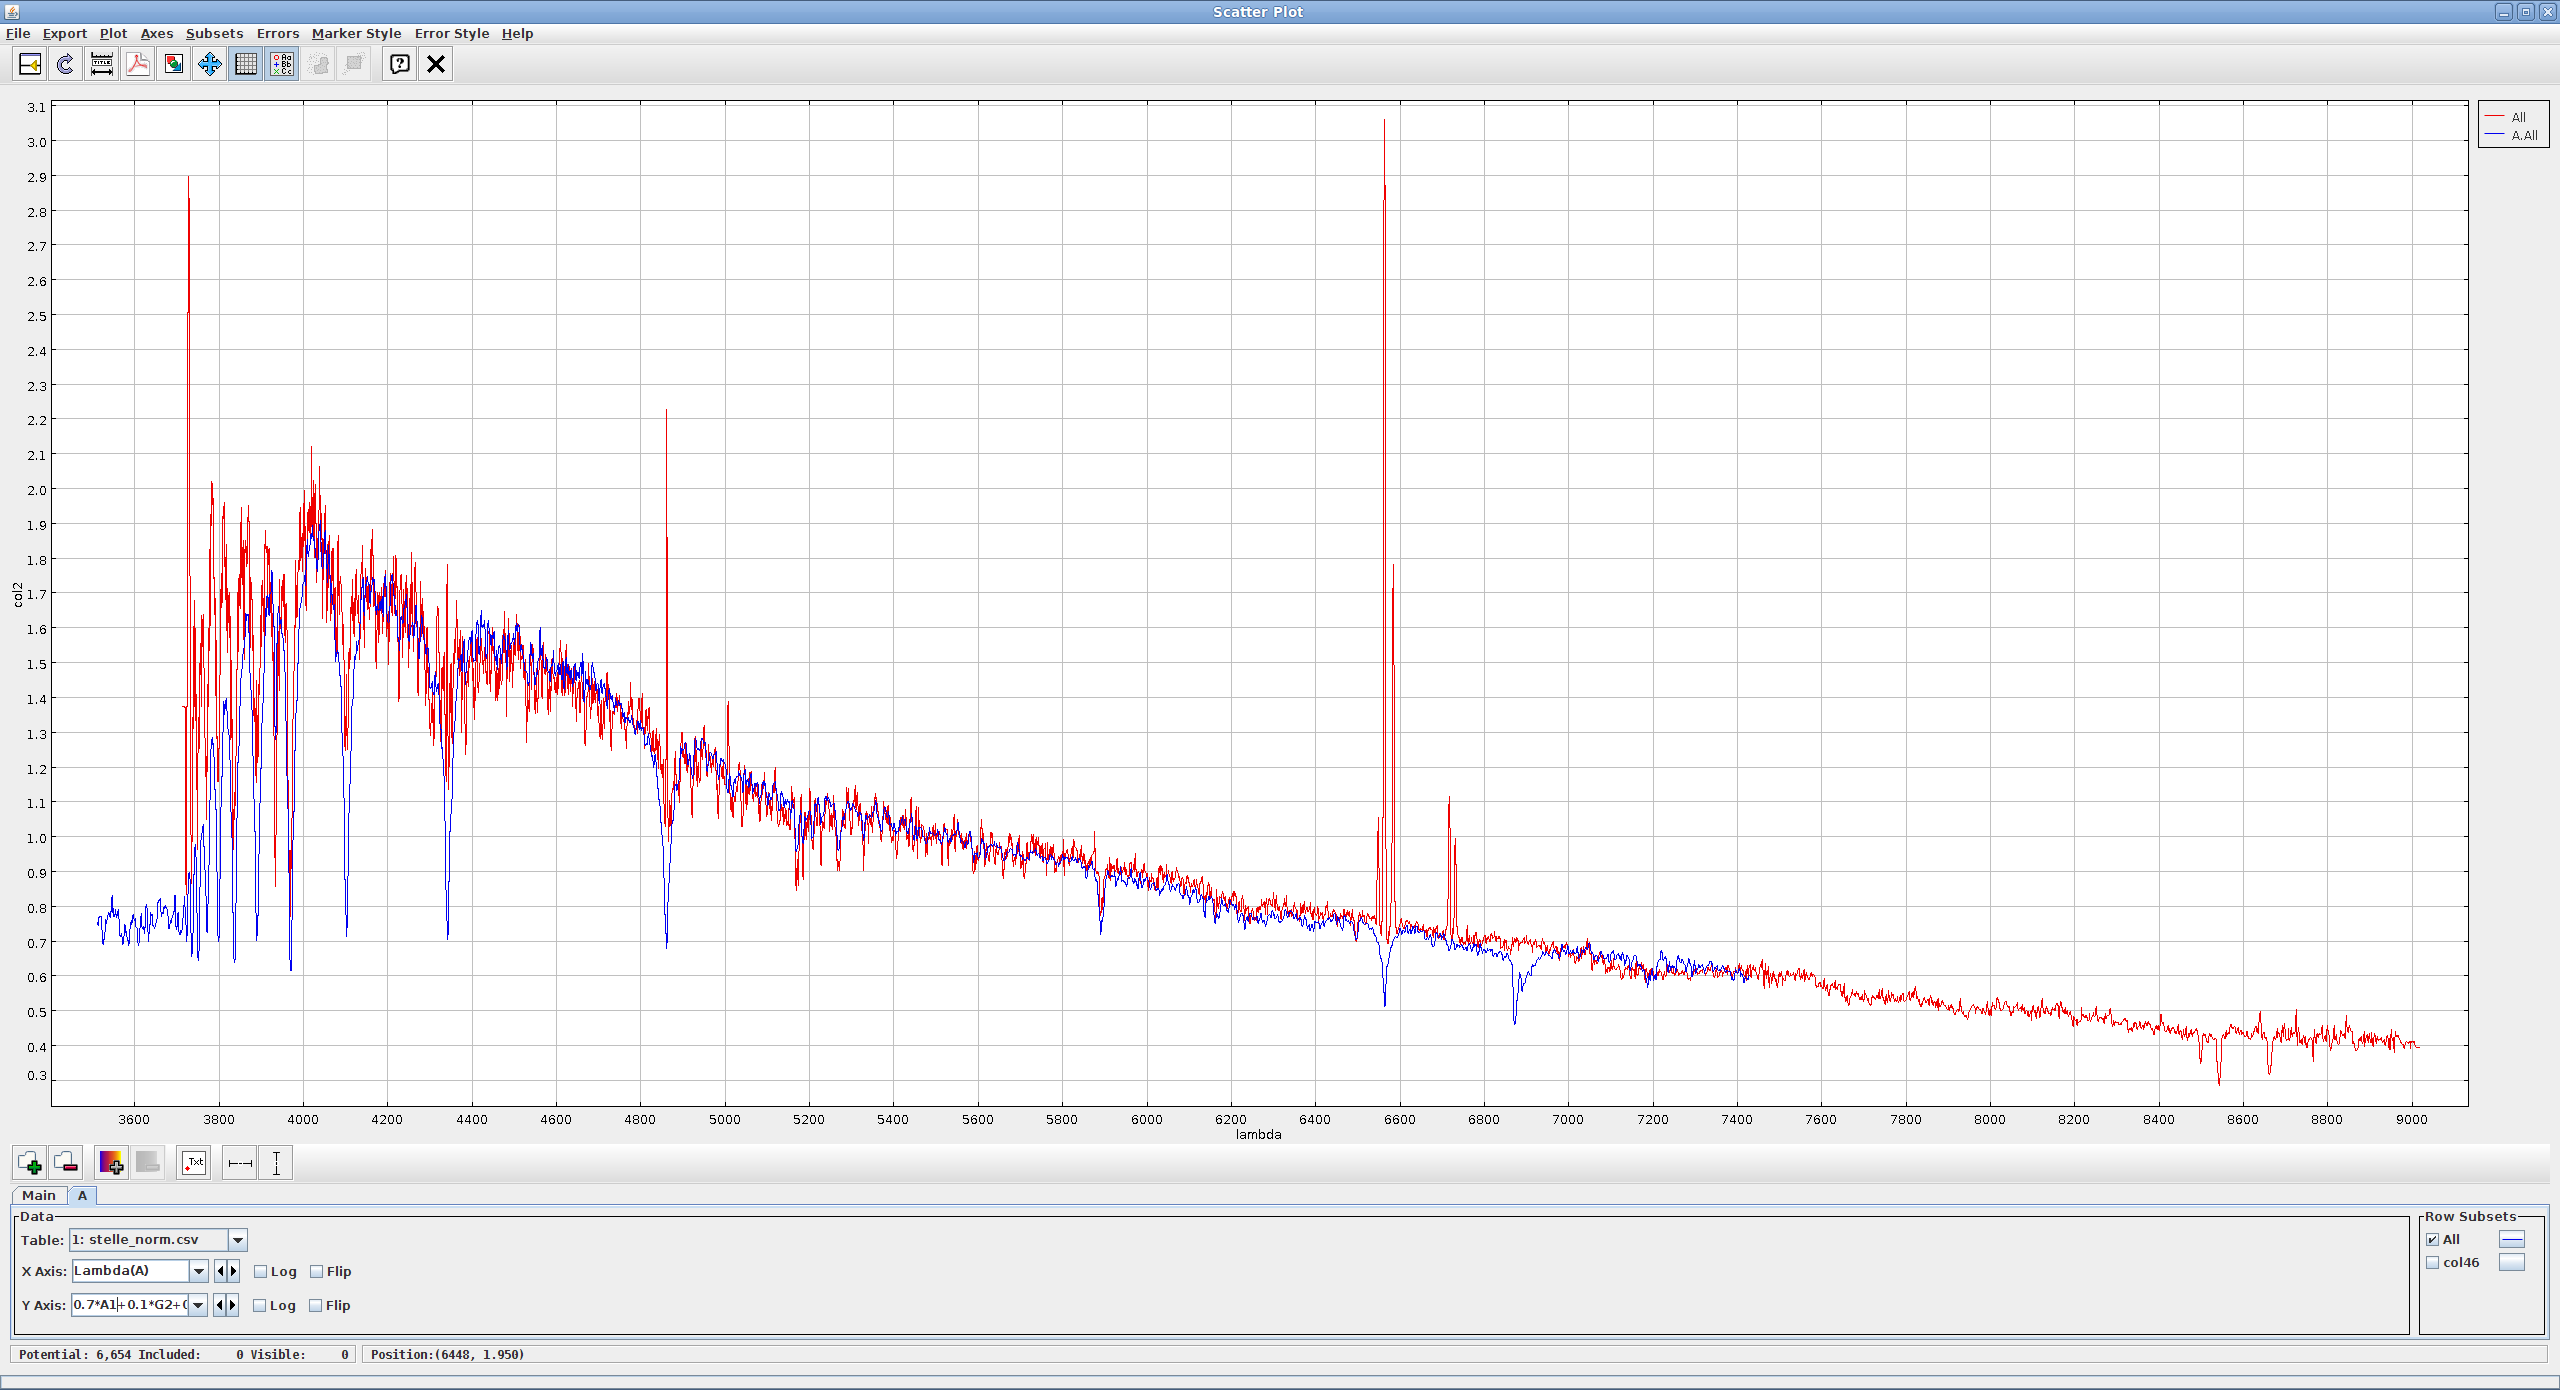 Scatter Plot
File Export Plot Axes Subsets Errors Marker Style Error Style Help
TITLE
Aa
Bb
Cc
3.1
3.0
2.9
2.8
2.7
2.6
2.5
2.4
2.3
2.2
2.1
2.0
1.9
1.8
1.7
1.6
1.5
1.4
1.3
1.2
1.1
1.0
0.9
0.8
0.7
0.6
0.5
0.4
0.3
col2
All
A.All
3600 3800 4000 4200 4400 4600 4800 5000 5200 5400 5600 5800 6000 6200 6400 6600 6800 7000 7200 7400 7600 7800 8000 8200 8400 8600 8800 9000
lambda
Txt
Main A
Data
Table: 1: stelle_norm.csv
X Axis: Lambda(A) Log Flip
Y Axis: 0.7*A1+0.1*G2+( Log Flip
Row Subsets
All
col46
Potential: 6,654 Included: 0 Visible: 0 Position:(6448, 1.950)